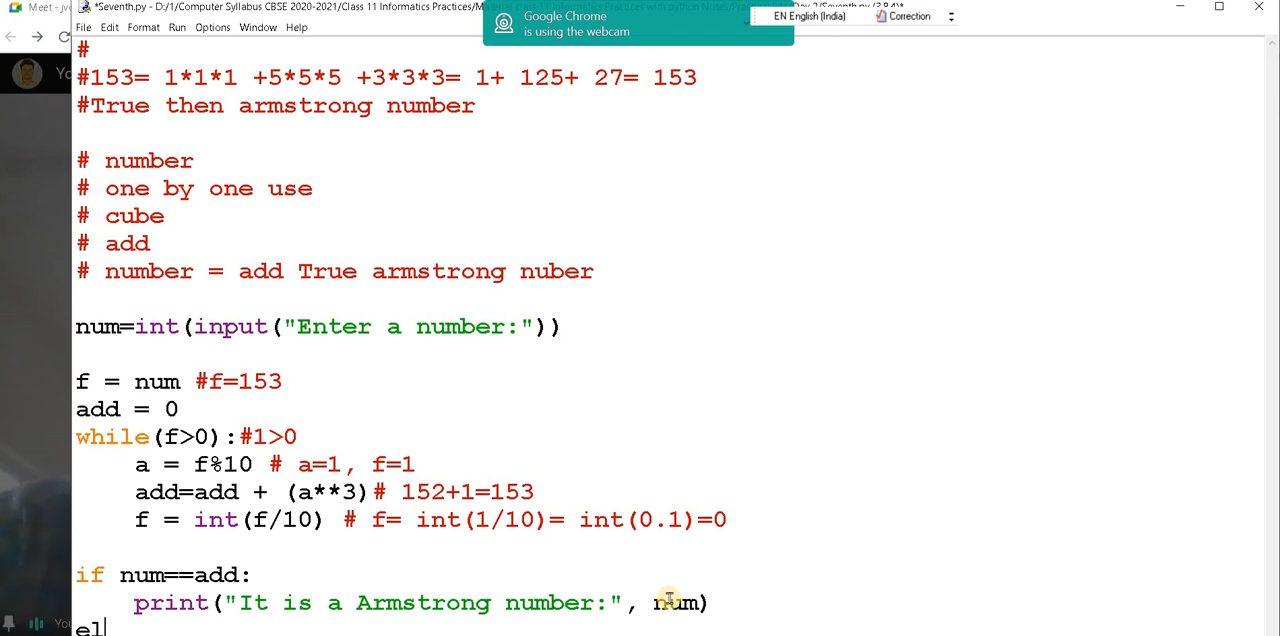 Meet - jv
*Seventh.py - D:/1/Computer Syllabus CBSE 2020-2021/Class 11 Informatics Practices/
Google Chrome
is using the webcam
EN English (India) Correction
File Edit Format Run Options Window Help
Yo
#
#153= 1*1*1 +5*5*5 +3*3*3= 1+ 125+ 27= 153
#True then armstrong number
# number
# one by one use
# cube
# add
# number = add True armstrong nuber
num=int(input("Enter a number:"))
f = num #f=153
add = 0
while(f>0):#1>0
    a = f%10 # a=1, f=1
    add=add + (a**3)# 152+1=153
    f = int(f/10) # f= int(1/10)= int(0.1)=0
if num==add:
    print("It is a Armstrong number:", num)
You
el